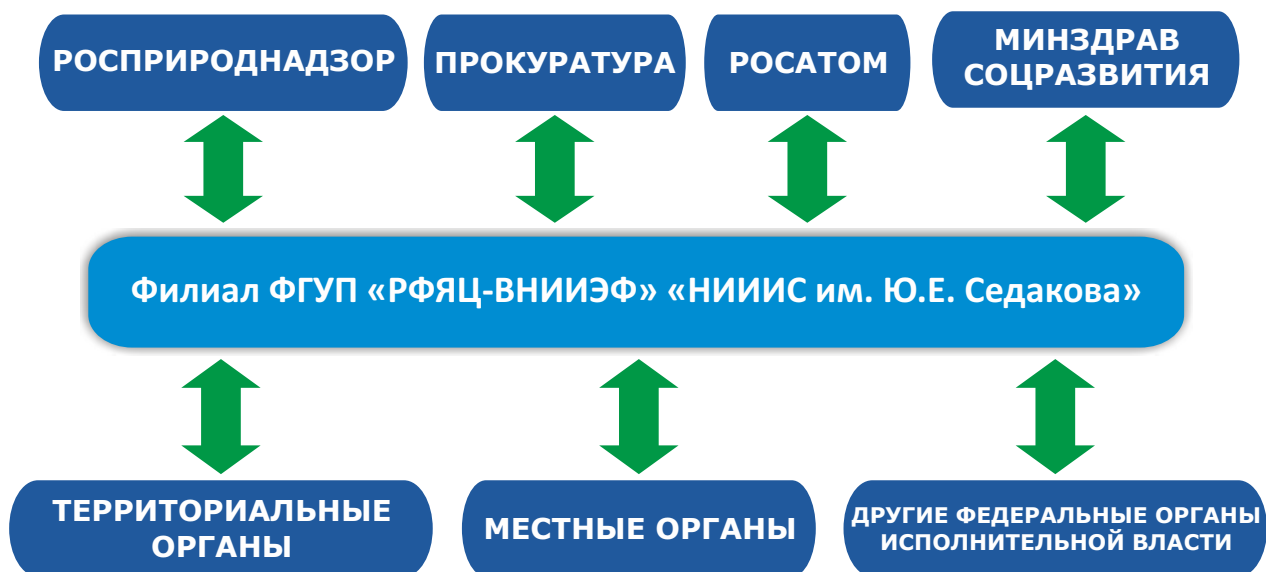 РОСПРИРОДНАДЗОР
ПРОКУРАТУРА
РОСАТОМ
МИНЗДРАВ
СОЦРАЗВИТИЯ
Филиал ФГУП «РФЯЦ-ВНИИЭФ» «НИИИС им. Ю.Е. Седакова»
ТЕРРИТОРИАЛЬНЫЕ
ОРГАНЫ
МЕСТНЫЕ ОРГАНЫ
ДРУГИЕ ФЕДЕРАЛЬНЫЕ ОРГАНЫ
ИСПОЛНИТЕЛЬНОЙ ВЛАСТИ